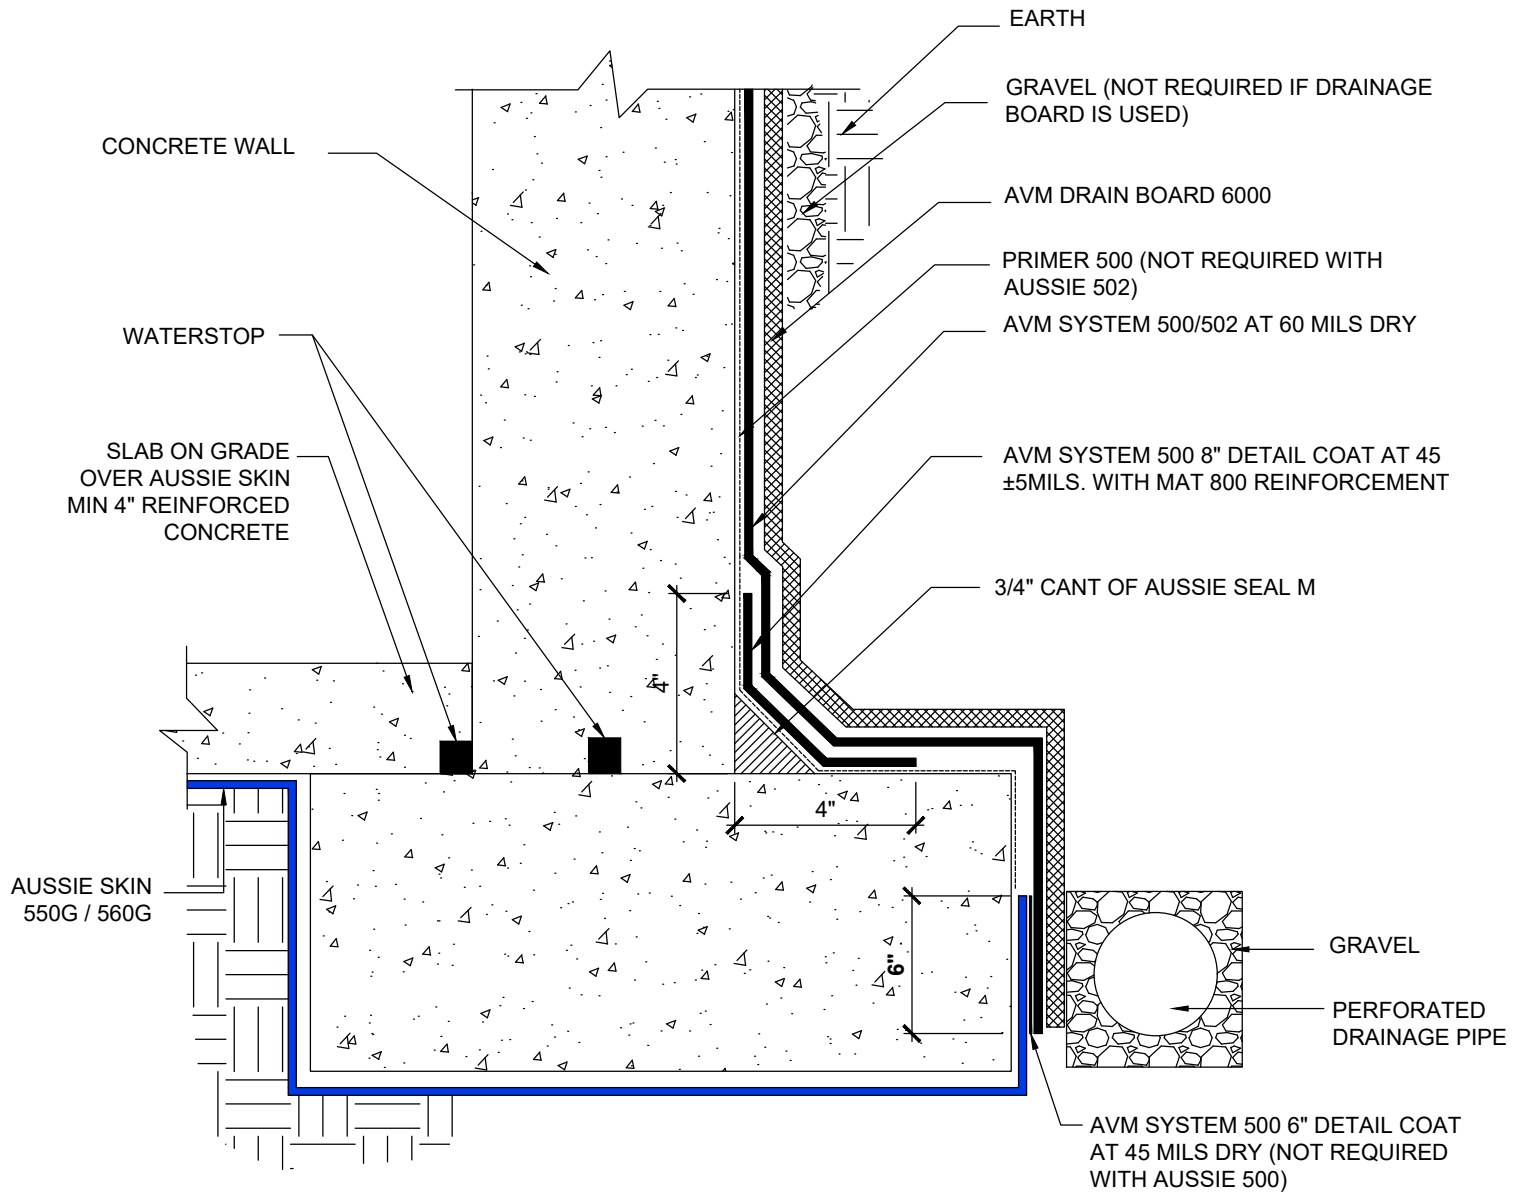 EARTH
GRAVEL (NOT REQUIRED IF DRAINAGE
BOARD IS USED)
CONCRETE WALL
AVM DRAIN BOARD 6000
PRIMER 500 (NOT REQUIRED WITH
AUSSIE 502)
AVM SYSTEM 500/502 AT 60 MILS DRY
WATERSTOP
SLAB ON GRADE
OVER AUSSIE SKIN
MIN 4" REINFORCED
CONCRETE
AVM SYSTEM 500 8" DETAIL COAT AT 45
±5MILS. WITH MAT 800 REINFORCEMENT
3/4" CANT OF AUSSIE SEAL M
4"
4"
AUSSIE SKIN
550G / 560G
6"
GRAVEL
PERFORATED
DRAINAGE PIPE
AVM SYSTEM 500 6" DETAIL COAT
AT 45 MILS DRY (NOT REQUIRED
WITH AUSSIE 500)